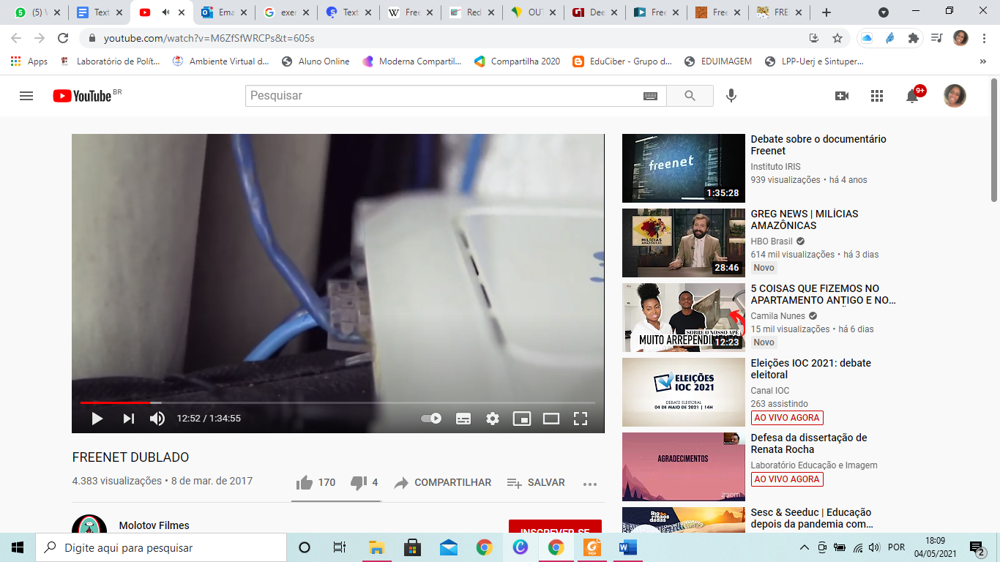 (5) V
Text
Ema
exer
Text
Free
Red
OUT
Dee
Free
Free
FRE
youtube.com/watch?v=M6ZfSfWRCPs&t=605s
Apps
Laboratório de Polít...
Ambiente Virtual d...
Aluno Online
Moderna Compartil...
Compartilha 2020
EduCiber - Grupo d...
EDUIMAGEM
LPP-Uerj e Sintuper...
»
YouTube BR
Pesquisar
9+
12:52 / 1:34:55
FREENET DUBLADO
4.383 visualizações • 8 de mar. de 2017
170
4
COMPARTILHAR
SALVAR
Molotov Filmes
INSCREVER-SE
freenet
1:35:28
Debate sobre o documentário
Freenet
Instituto IRIS
939 visualizações • há 4 anos
MILÍCIAS
AMAZÔNICAS
28:46
GREG NEWS | MILÍCIAS
AMAZÔNICAS
HBO Brasil
614 mil visualizações • há 3 dias
Novo
SOBRE O NOSSO APÊ
MUITO ARREPENDIMENTO
12:23
5 COISAS QUE FIZEMOS NO
APARTAMENTO ANTIGO E NO...
Camila Nunes
15 mil visualizações • há 6 dias
Novo
ELEIÇÕES
IOC 2021
DEBATE ELEITORAL
04 DE MAIO DE 2021 | 14H
Eleições IOC 2021: debate
eleitoral
Canal IOC
263 assistindo
AO VIVO AGORA
AGRADECIMENTOS
zoom
Defesa da dissertação de
Renata Rocha
Laboratório Educação e Imagem
AO VIVO AGORA
Sesc & Seeduc | Educação
depois da pandemia com...
Digite aqui para pesquisar
POR
18:09
04/05/2021
2